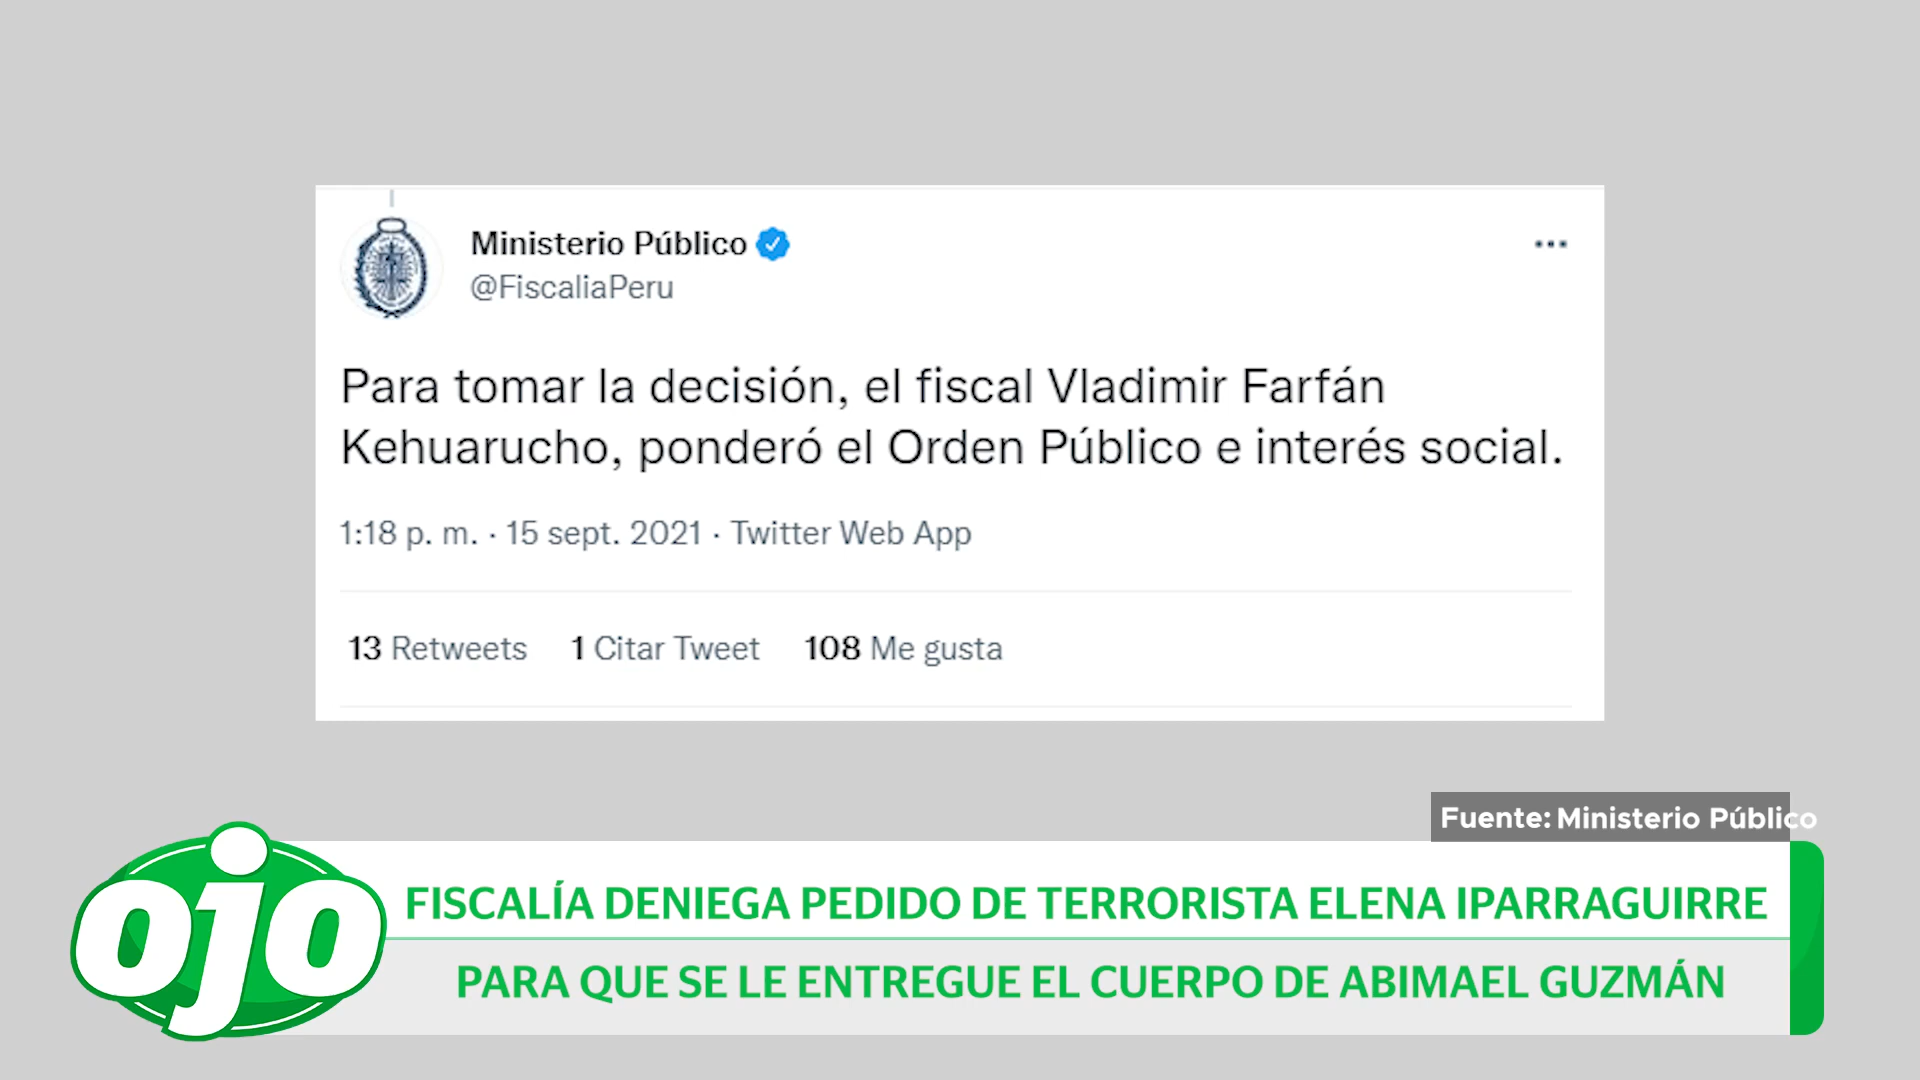 Ministerio Público
@FiscaliaPeru
Para tomar la decisión, el fiscal Vladimir Farfán
Kehuarucho, ponderó el Orden Público e interés social.
1:18 p. m. · 15 sept. 2021 · Twitter Web App
13 Retweets 1 Citar Tweet 108 Me gusta
Fuente: Ministerio Público
ojo
FISCALÍA DENIEGA PEDIDO DE TERRORISTA ELENA IPARRAGUIRRE
PARA QUE SE LE ENTREGUE EL CUERPO DE ABIMAEL GUZMÁN